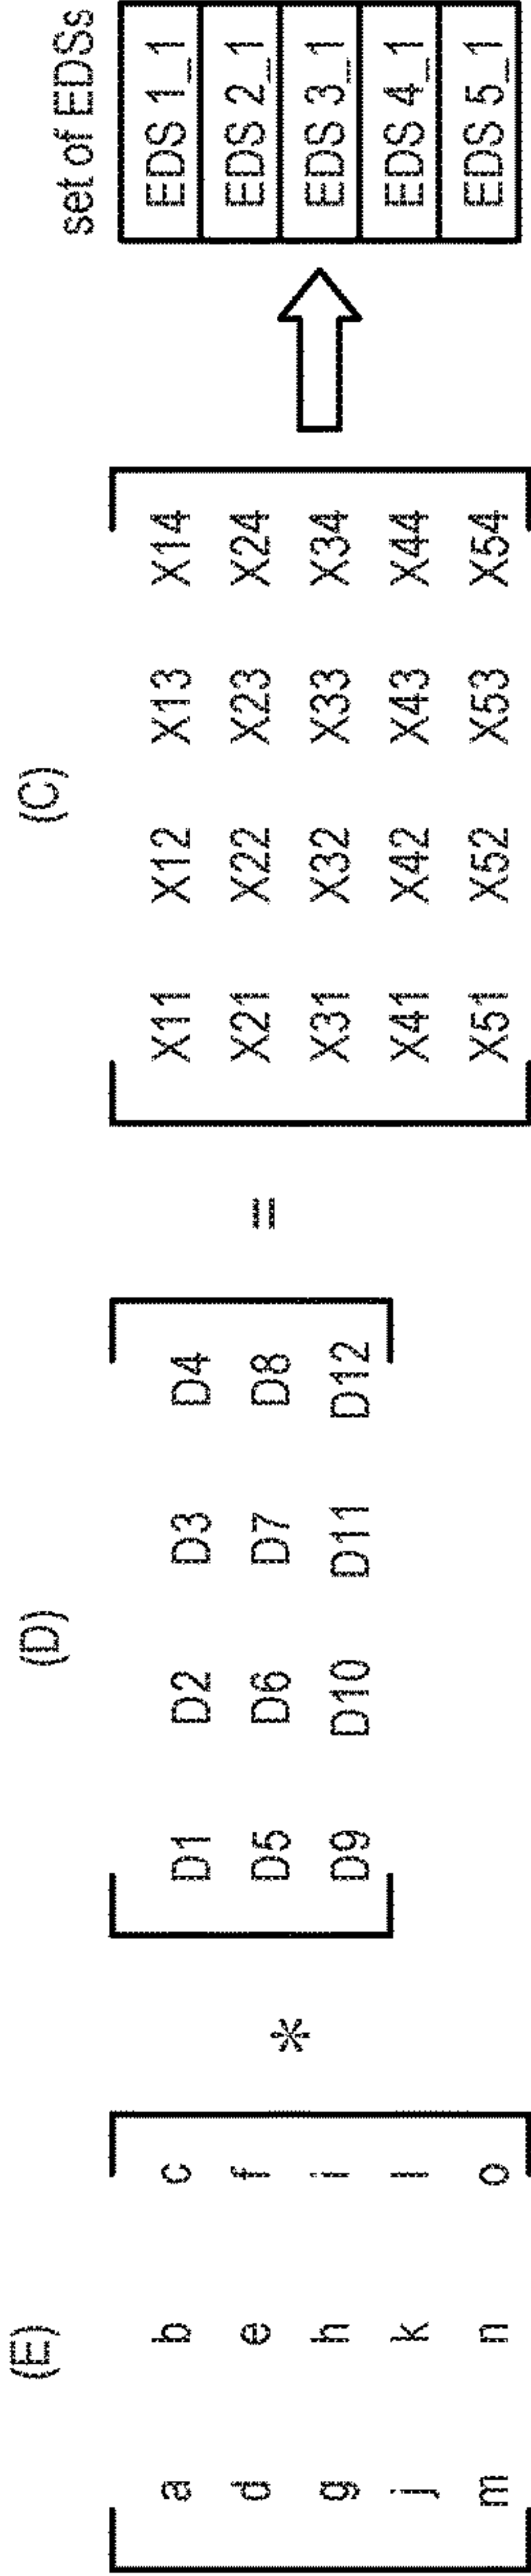 (E) (D) (C) set of EDSs
a b c D1 D2 D3 D4 X11 X12 X13 X14 EDS 1_1
d e f D5 D6 D7 D8 X21 X22 X23 X24 EDS 2_1
g h i * D9 D10 D11 D12 = X31 X32 X33 X34 EDS 3_1
j k l X41 X42 X43 X44 EDS 4_1
m n o X51 X52 X53 X54 EDS 5_1